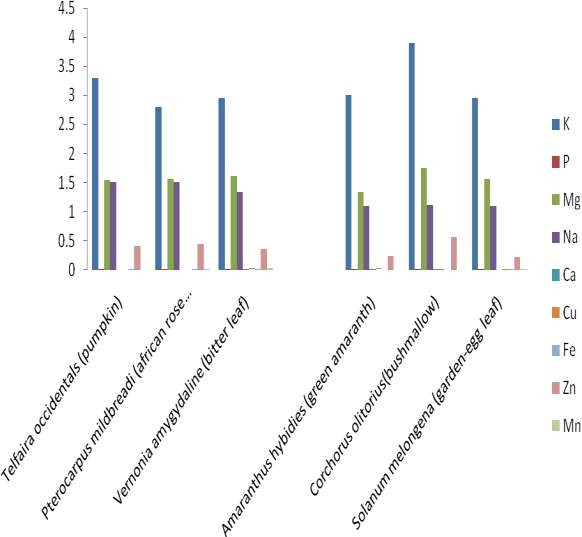 4.5
4
3.5
3
2.5
2
1.5
1
0.5
0
K
P
Mg
Na
Ca
Cu
Fe
Zn
Mn
Telfaira occidentals (pumpkin)
Pterocarpus mildbreadi (african rose...
Vernonia amygydaline (bitter leaf)
Amaranthus hybidies (green amaranth)
Corchorus olitorius(bushmallow)
Solanum melongena (garden-egg leaf)